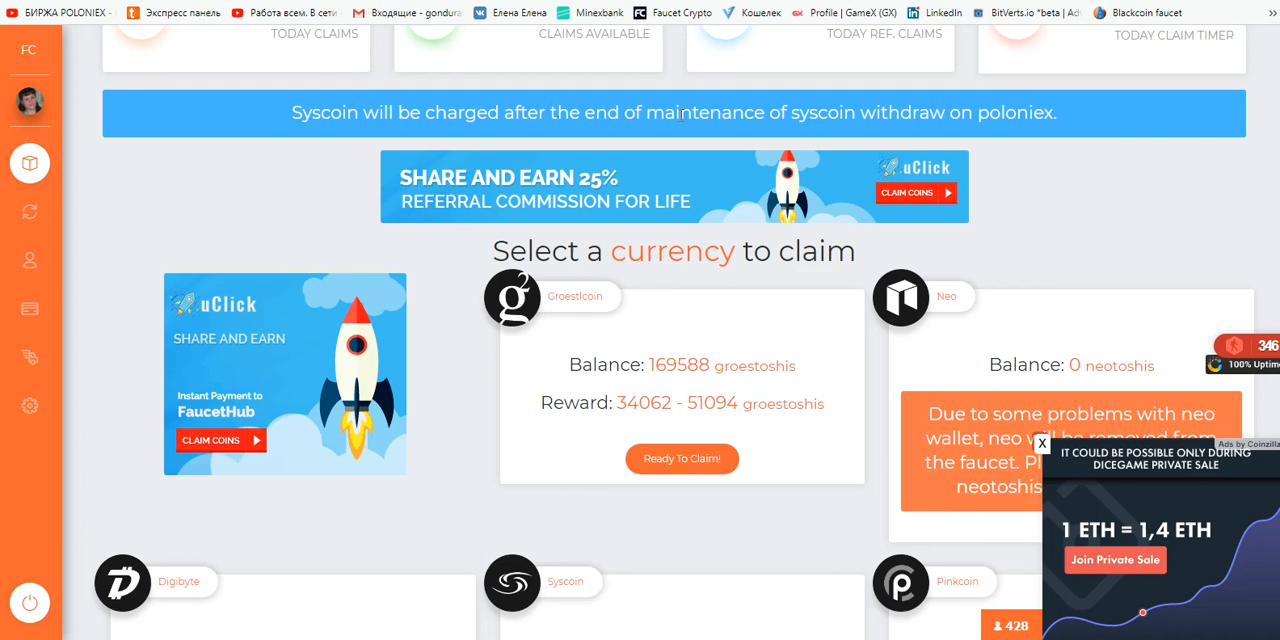 БИРЖА POLONIEX -
Экспресс панель
Работа всем. В сети
Входящие - gondura
Елена Елена
Minexbank
Faucet Crypto
Кошелек
Profile | GameX (GX)
LinkedIn
BitVerts.io *beta | Ad
Blackcoin faucet
»
FC
TODAY CLAIMS
CLAIMS AVAILABLE
TODAY REF. CLAIMS
TODAY CLAIM TIMER
Syscoin will be charged after the end of maintenance of syscoin withdraw on poloniex.
SHARE AND EARN 25%
REFERRAL COMMISSION FOR LIFE
uClick
CLAIM COINS
Select a currency to claim
uClick
SHARE AND EARN
Instant Payment to
FaucetHub
CLAIM COINS
Groestlcoin
Balance: 169588 groestoshis
Reward: 34062 - 51094 groestoshis
Ready To Claim!
Neo
Balance: 0 neotoshis
Due to some problems with neo
wallet, neo will be removed from
the faucet.
neotoshis
346
100% Uptime
X
Ads by Coinzilla
IT COULD BE POSSIBLE ONLY DURING
DICEGAME PRIVATE SALE
1 ETH = 1,4 ETH
Join Private Sale
Digibyte
Syscoin
Pinkcoin
428